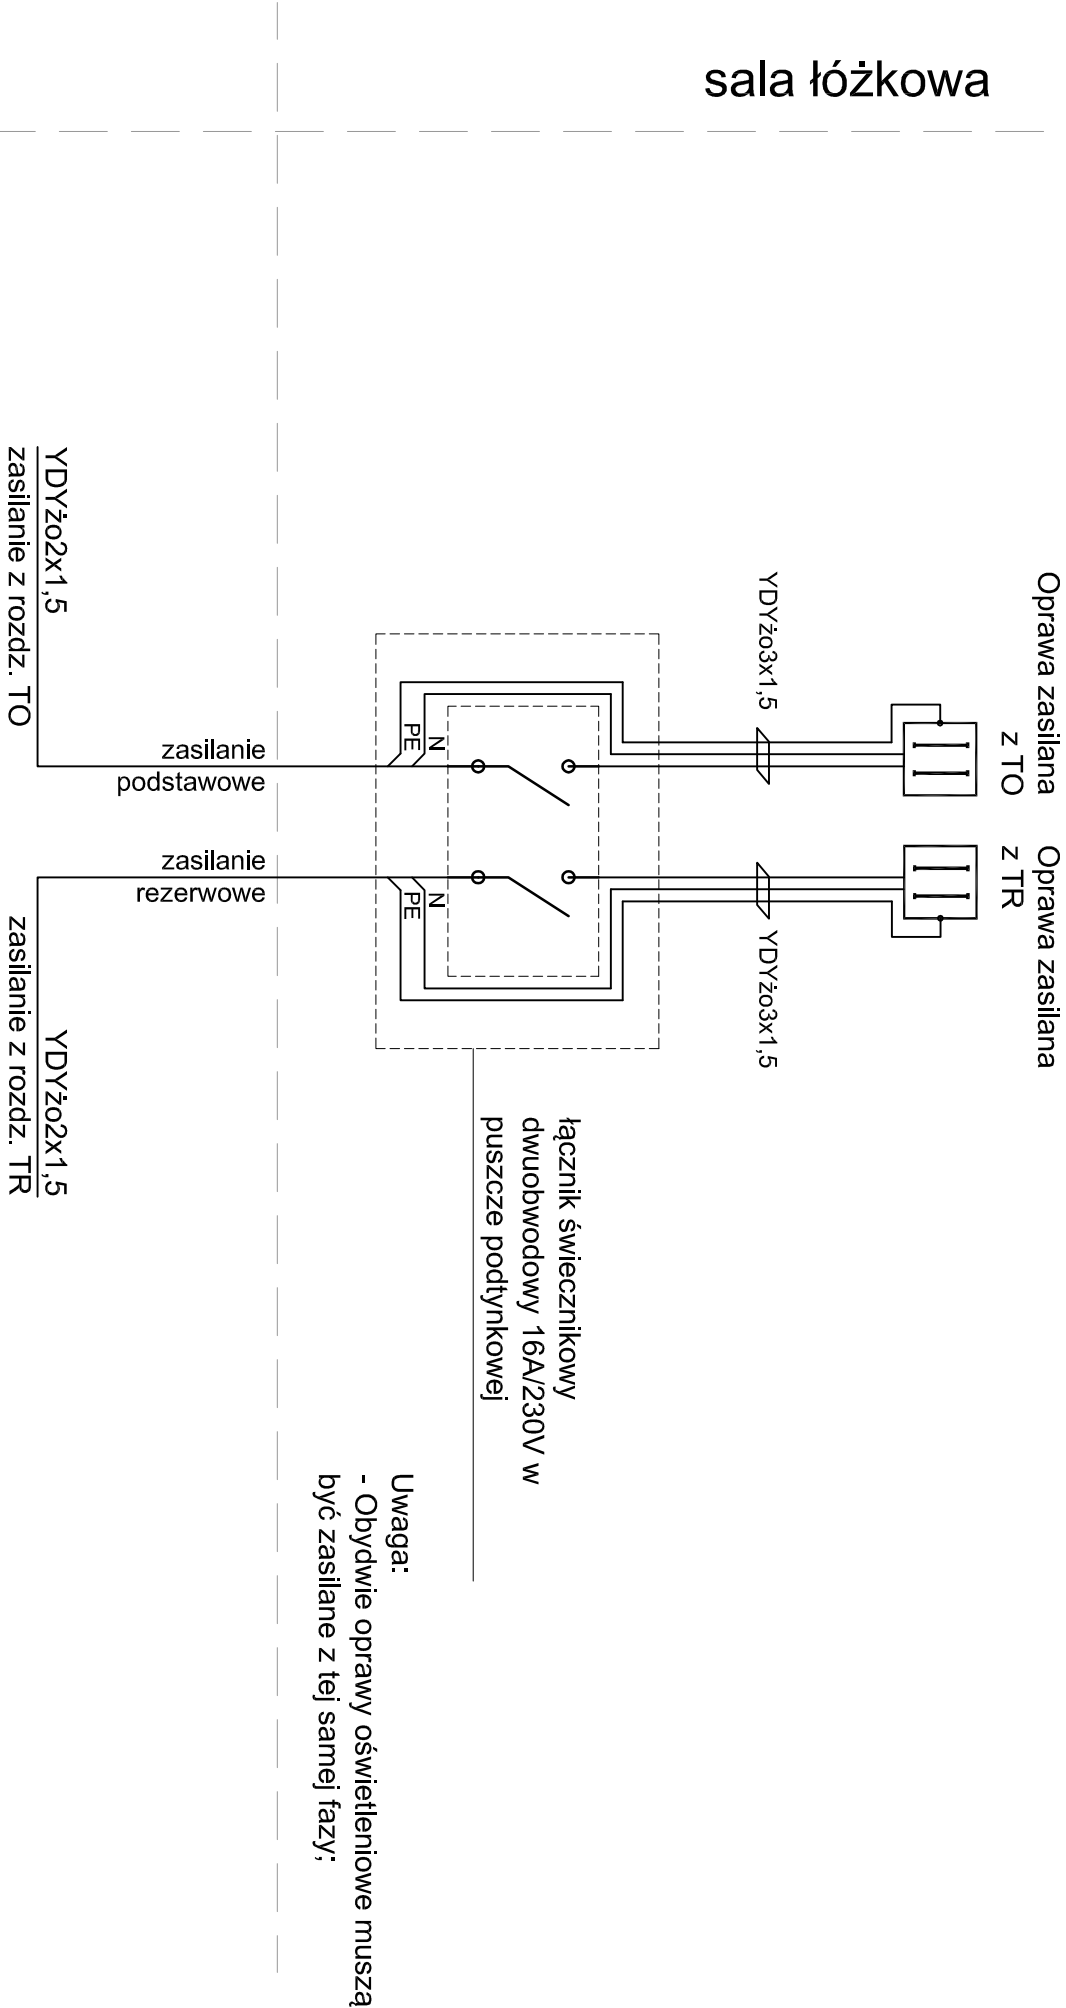 sala łóżkowa
Oprawa zasilana
z TO
Oprawa zasilana
z TR
YDYżo3x1,5
YDYżo3x1,5
N
PE
N
PE
zasilanie
podstawowe
zasilanie
rezerwowe
YDYżo2x1,5
zasilanie z rozdz. TO
YDYżo2x1,5
zasilanie z rozdz. TR
łącznik świecznikowy
dwuobwodowy 16A/230V w
puszcze podtynkowej
Uwaga:
- Obydwie oprawy oświetleniowe muszą
być zasilane z tej samej fazy;